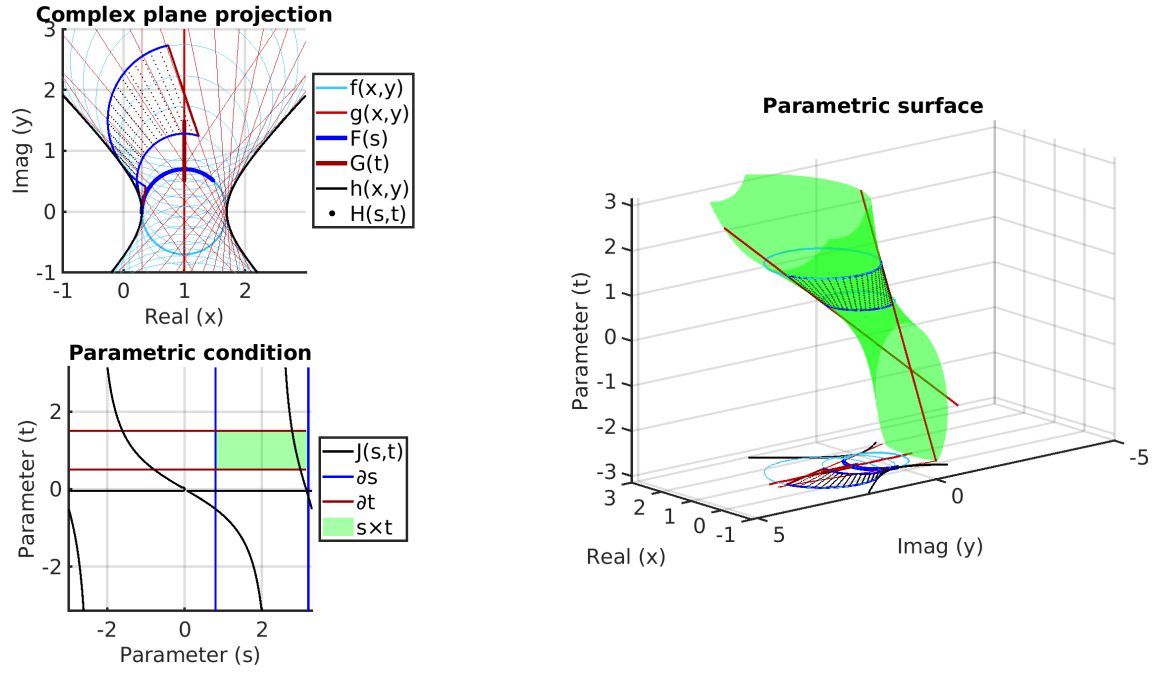 Complex plane projection
3
2
1
0
-1
-1
0
1
2
Imag (y)
Real (x)
f(x,y)
g(x,y)
F(s)
G(t)
h(x,y)
H(s,t)
Parametric condition
2
0
-2
-2
0
2
Parameter (t)
Parameter (s)
J(s,t)
∂s
∂t
s×t
Parametric surface
3
2
1
0
-1
-2
-3
Parameter (t)
3
2
1
0
-1
Real (x)
5
0
-5
Imag (y)